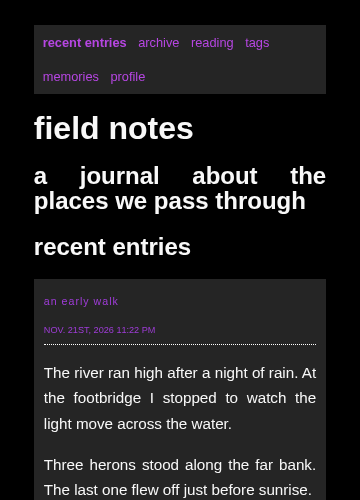 recent entries archive reading tags
memories profile
field notes
a journal about the
places we pass through
recent entries
an early walk
NOV. 21ST, 2026 11:22 PM
The river ran high after a night of rain. At
the footbridge I stopped to watch the
light move across the water.
Three herons stood along the far bank.
The last one flew off just before sunrise.